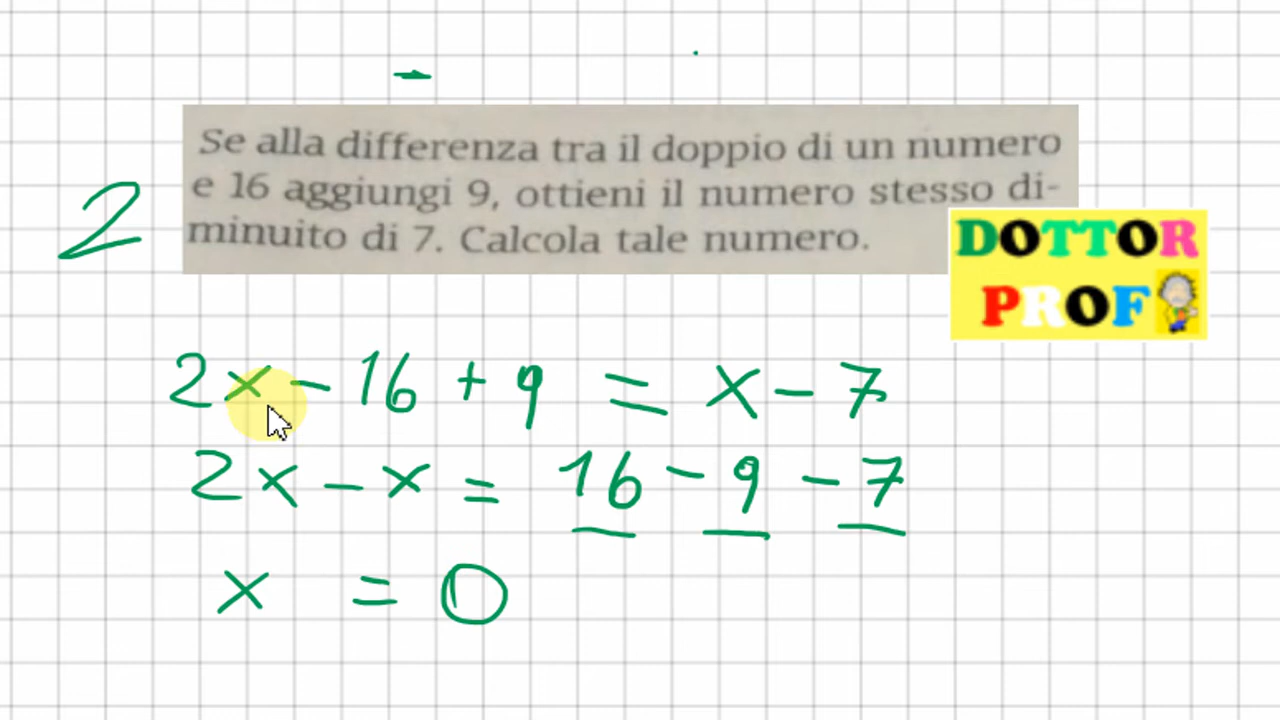 2
Se alla differenza tra il doppio di un numero
e 16 aggiungi 9, ottieni il numero stesso di-
minuito di 7. Calcola tale numero.
DOTTOR
PROF
2x - 16 + 9 = x - 7
2x - x = 16 - 9 - 7
x = 0